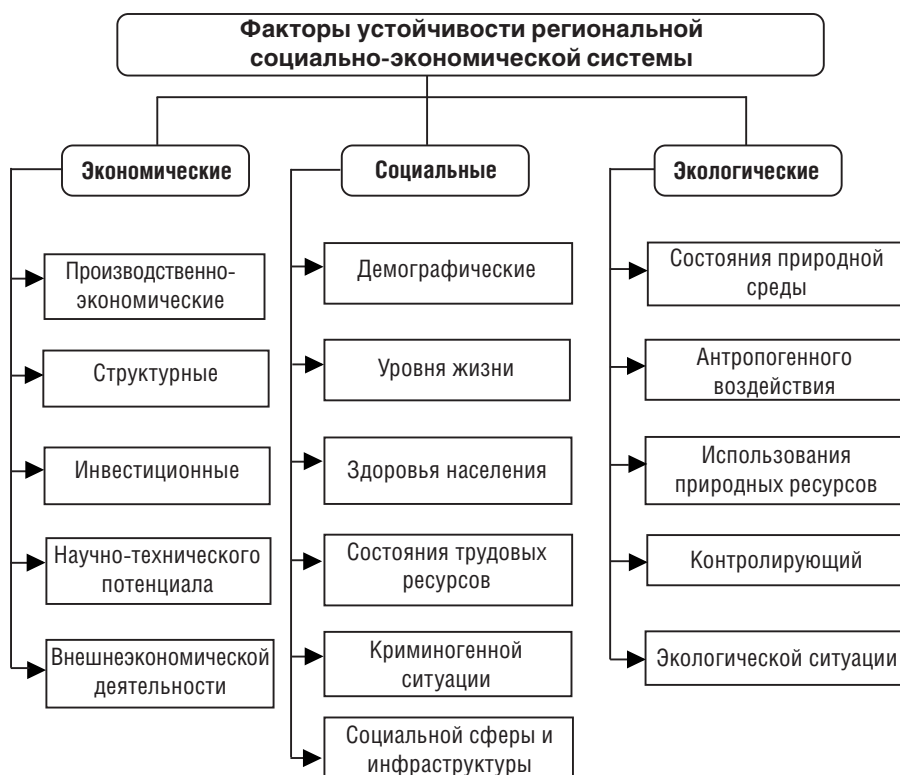 Факторы устойчивости региональной
социально-экономической системы
Экономические
Социальные
Экологические
Производственно-
экономические
Структурные
Инвестиционные
Научно-технического
потенциала
Внешнеэкономической
деятельности
Демографические
Уровня жизни
Здоровья населения
Состояния трудовых
ресурсов
Криминогенной
ситуации
Социальной сферы и
инфраструктуры
Состояния природной
среды
Антропогенного
воздействия
Использования
природных ресурсов
Контролирующий
Экологической ситуации